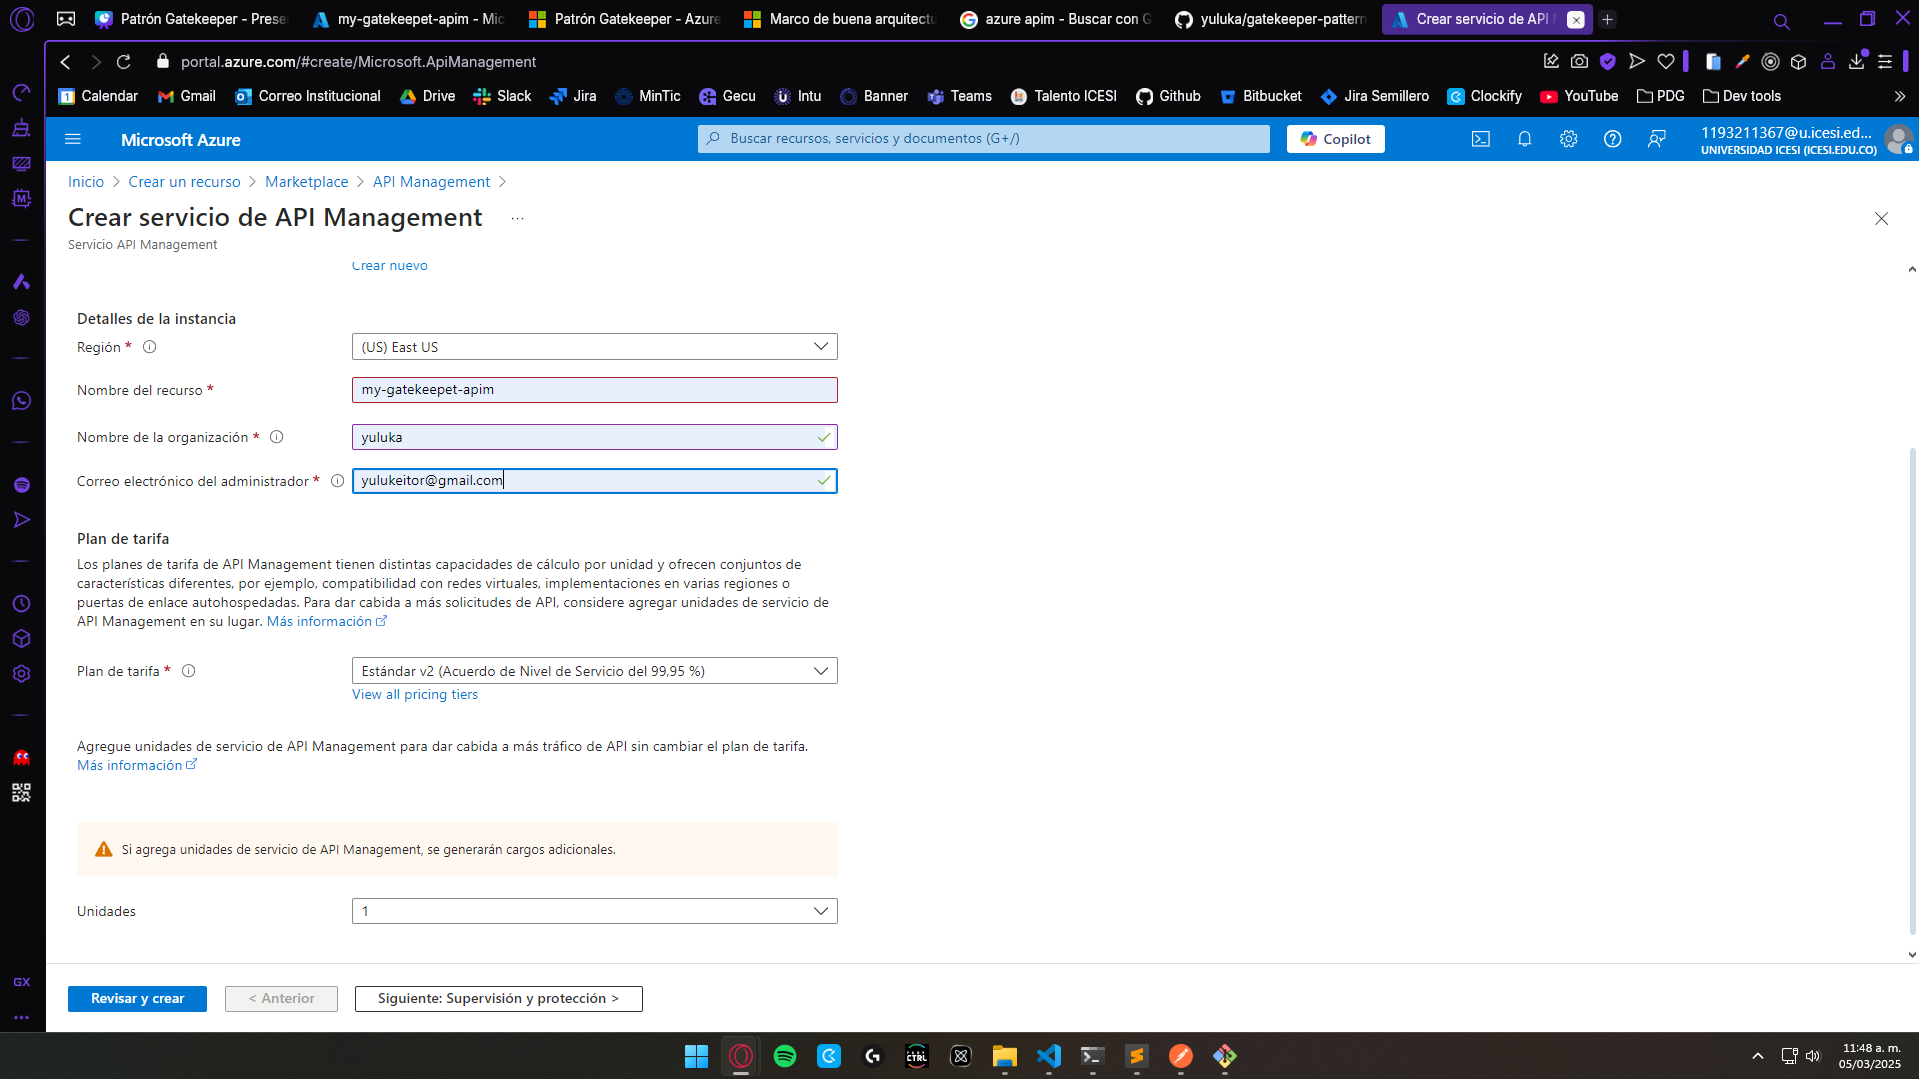 Patrón Gatekeeper - Prese
my-gatekeepet-apim - Mic
Patrón Gatekeeper - Azure
Marco de buena arquitectu
azure apim - Buscar con G
yuluka/gatekeeper-pattern
Crear servicio de API
portal.azure.com/#create/Microsoft.ApiManagement
Calendar
Gmail
Correo Institucional
Drive
Slack
Jira
MinTic
Gecu
Intu
Banner
Teams
Talento ICESI
Github
Bitbucket
Jira Semillero
Clockify
YouTube
PDG
Dev tools
Microsoft Azure
Buscar recursos, servicios y documentos (G+/)
Copilot
1193211367@u.icesi.ed...
UNIVERSIDAD ICESI (ICESI.EDU.CO)
Inicio > Crear un recurso > Marketplace > API Management >
Crear servicio de API Management ...
Servicio API Management
Crear nuevo
Detalles de la instancia
Región *
(US) East US
Nombre del recurso *
my-gatekeepet-apim
Nombre de la organización *
yuluka
Correo electrónico del administrador *
yulukeitor@gmail.com
Plan de tarifa
Los planes de tarifa de API Management tienen distintas capacidades de cálculo por unidad y ofrecen conjuntos de
características diferentes, por ejemplo, compatibilidad con redes virtuales, implementaciones en varias regiones o
puertas de enlace autohospedadas. Para dar cabida a más solicitudes de API, considere agregar unidades de servicio de
API Management en su lugar. Más información
Plan de tarifa *
Estándar v2 (Acuerdo de Nivel de Servicio del 99,95 %)
View all pricing tiers
Agregue unidades de servicio de API Management para dar cabida a más tráfico de API sin cambiar el plan de tarifa.
Más información
Si agrega unidades de servicio de API Management, se generarán cargos adicionales.
Unidades
1
GX
Revisar y crear
< Anterior
Siguiente: Supervisión y protección >
CTRL
11:48 a. m.
05/03/2025